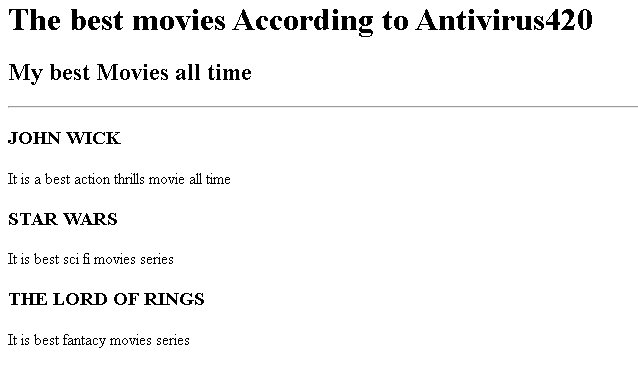 The best movies According to Antivirus420
My best Movies all time
JOHN WICK
It is a best action thrills movie all time
STAR WARS
It is best sci fi movies series
THE LORD OF RINGS
It is best fantacy movies series